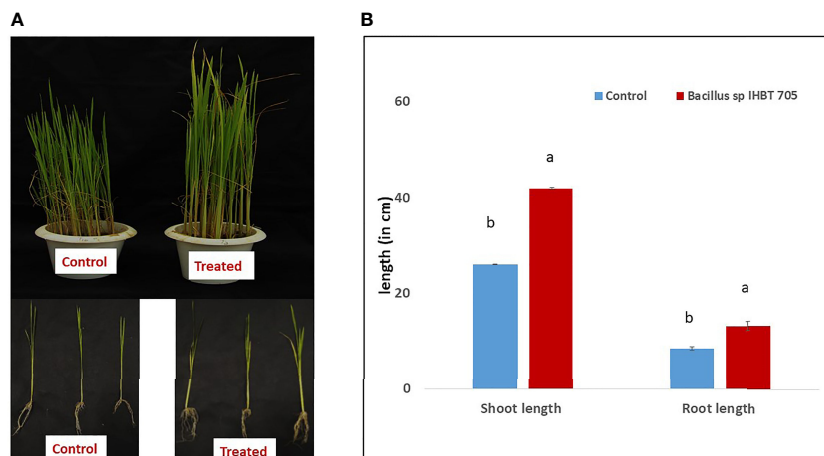 A
B
Control
Treated
Control
Treated
Control
Bacillus sp IHBT 705
length (in cm)
60
40
20
0
a
b
a
b
Shoot length
Root length